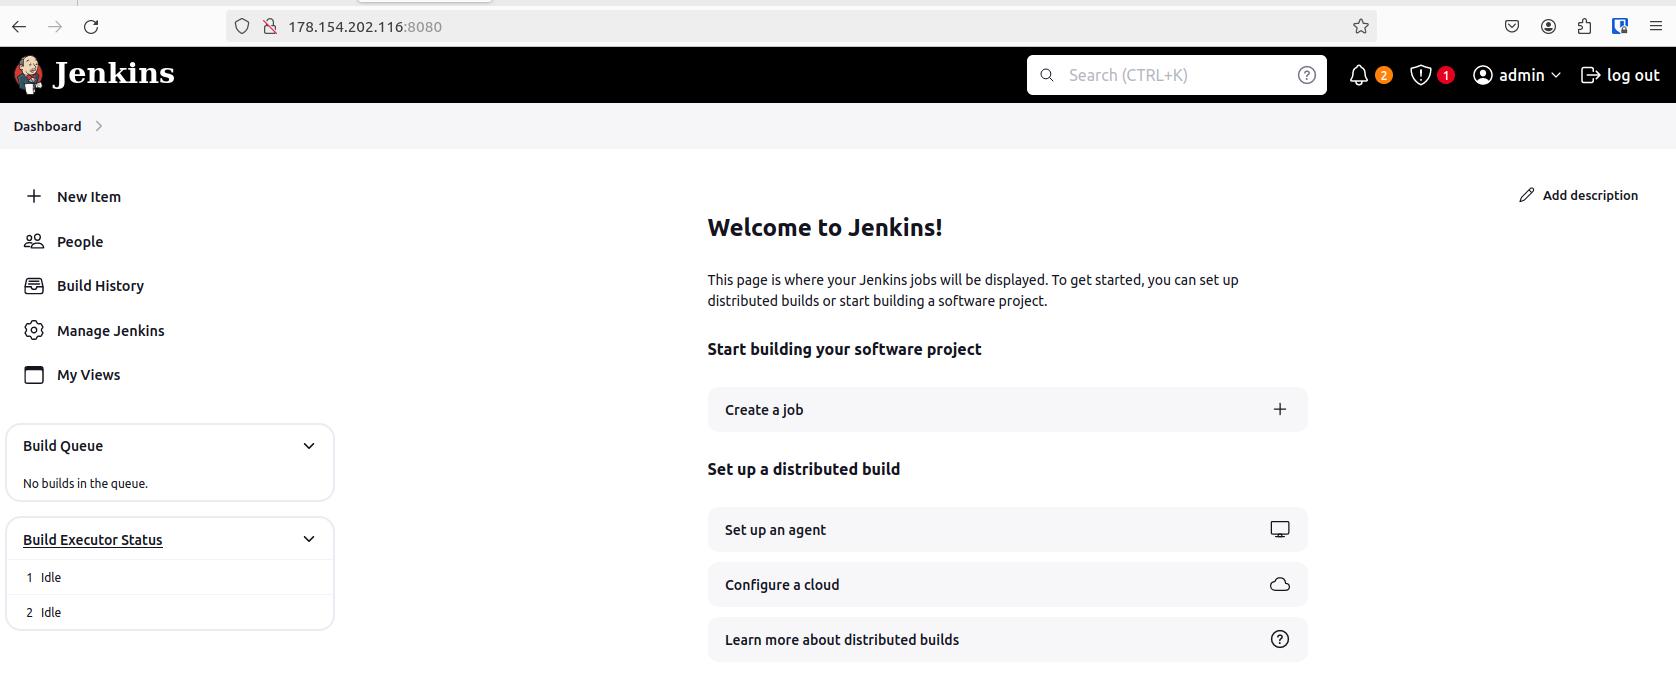 178.154.202.116:8080
Jenkins
Search (CTRL+K)
2
1
admin
log out
Dashboard
New Item
People
Build History
Manage Jenkins
My Views
Build Queue
No builds in the queue.
Build Executor Status
1 Idle
2 Idle
Add description
Welcome to Jenkins!
This page is where your Jenkins jobs will be displayed. To get started, you can set up
distributed builds or start building a software project.
Start building your software project
Create a job
Set up a distributed build
Set up an agent
Configure a cloud
Learn more about distributed builds